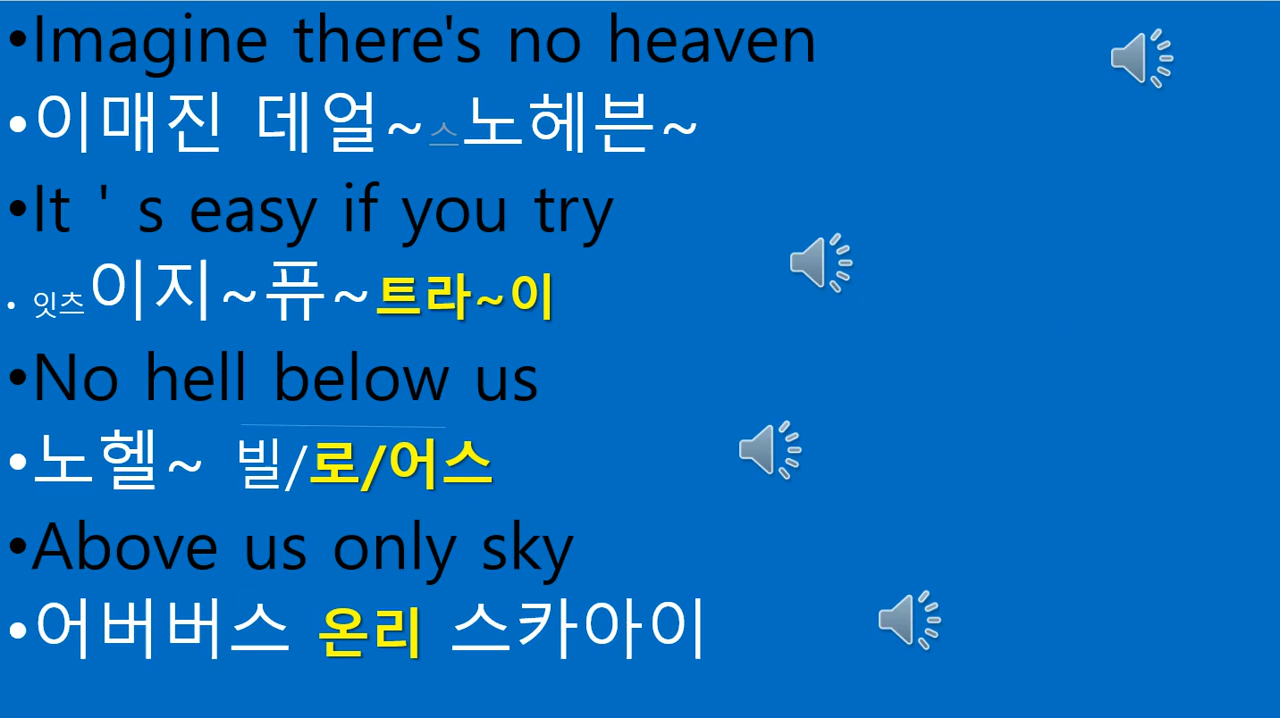 •Imagine there's no heaven
•이매진 데얼~스노헤븐~
•It ' s easy if you try
• 잇츠이지~퓨~트라~이
•No hell below us
•노헬~ 빌/로/어스
•Above us only sky
•어버버스 온리 스카아이